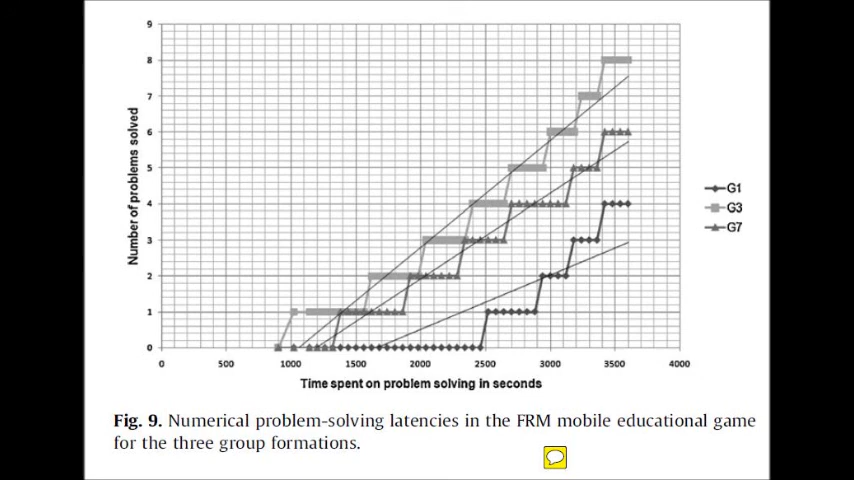 9
8
7
6
5
4
3
2
1
0
Number of problems solved
0 500 1000 1500 2000 2500 3000 3500 4000
Time spent on problem solving in seconds
G1
G3
G7
Fig. 9. Numerical problem-solving latencies in the FRM mobile educational game
for the three group formations.